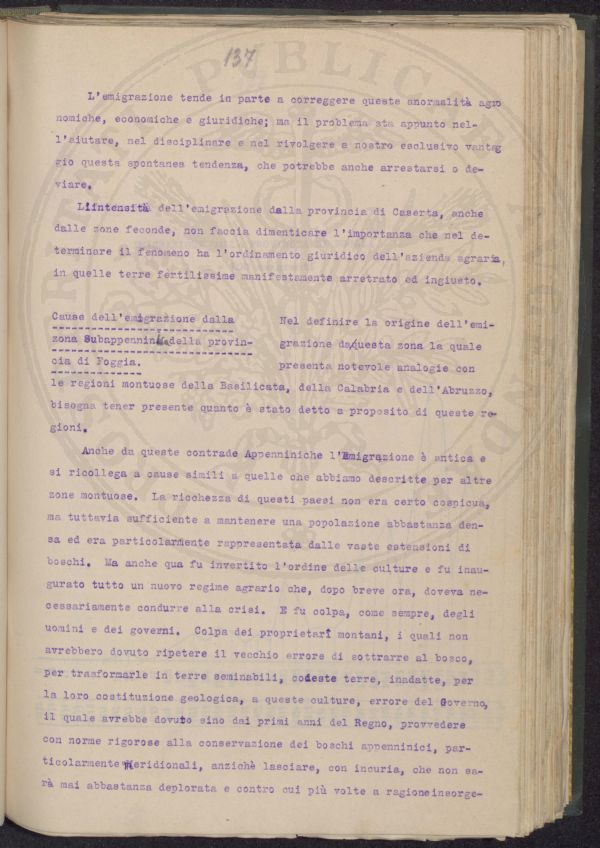 137
L'emigrazione tende in parte a correggere queste anormalità agro
nomiche, economiche e giuridiche; ma il problema sta appunto nel-
l'aiutare, nel disciplinare e nel rivolgere a nostro esclusivo vantag
gio questa spontanea tendenza, che potrebbe anche arrestarsi o de-
viare.
L'intensità dell'emigrazione dalla provincia di Caserta, anche
dalle zone feconde, non faccia dimenticare l'importanza che nel de-
terminare il fenomeno ha l'ordinamento giuridico dell'azienda agraria,
in quelle terre fertilissime manifestamente arretrato ed ingiusto.
Cause dell'emigrazione dalla
zona Subappennina della provin-
cia di Foggia.
Nel definire la origine dell'emi-
grazione da questa zona la quale
presenta notevole analogie con
le regioni montuose della Basilicata, della Calabria e dell'Abruzzo,
bisogna tener presente quanto è stato detto a proposito di queste re-
gioni.
Anche da queste contrade Appenniniche l'Emigrazione è antica e
si ricollega a cause simili a quelle che abbiamo descritte per altre
zone montuose. La ricchezza di questi paesi non era certo cospicua,
ma tuttavia sufficiente a mantenere una popolazione abbastanza den-
sa ed era particolarmente rappresentata dalle vaste estensioni di
boschi. Ma anche qua fu invertito l'ordine delle culture e fu inau-
gurato tutto un nuovo regime agrario che, dopo breve ora, doveva ne-
cessariamente condurre alla crisi. E fu colpa, come sempre, degli
uomini e dei governi. Colpa dei proprietari montani, i quali non
avrebbero dovuto ripetere il vecchio errore di sottrarre al bosco,
per trasformarle in terre seminabili, codeste terre, inadatte, per
la loro costituzione geologica, a queste culture, errore del Governo,
il quale avrebbe dovuto sino dai primi anni del Regno, provvedere
con norme rigorose alla conservazione dei boschi appenninici, par-
ticolarmente meridionali, anzichè lasciare, con incuria, che non sa-
rà mai abbastanza deplorata e contro cui più volte a ragione insorge-